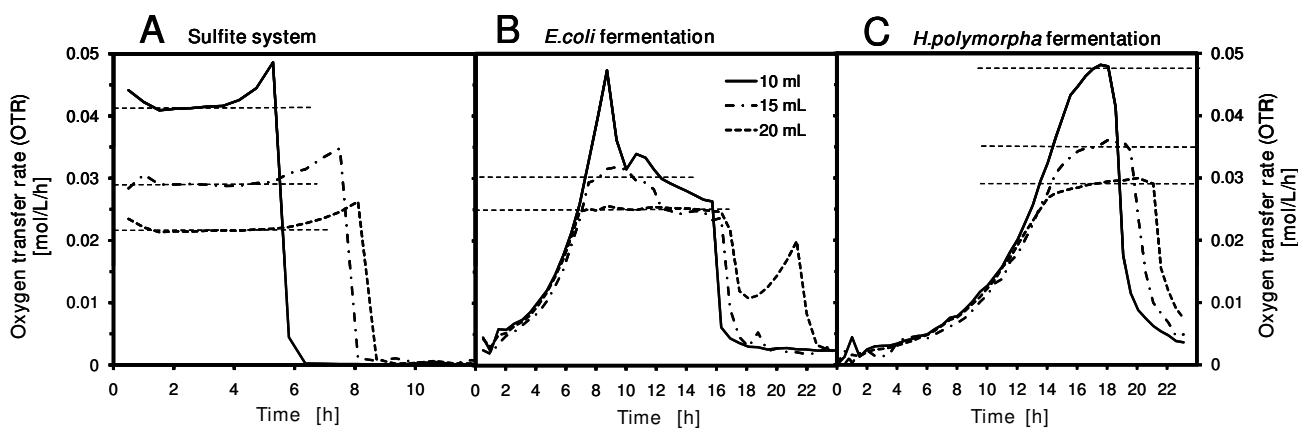 A Sulfite system
B E.coli fermentation
C H.polymorpha fermentation
Oxygen transfer rate (OTR)
[mol/L/h]
0.05
0.04
0.03
0.02
0.01
0
10 ml
15 mL
20 mL
0.05
0.04
0.03
0.02
0.01
0
Oxygen transfer rate (OTR)
[mol/L/h]
0 2 4 6 8 10
0 2 4 6 8 10 12 14 16 18 20 22
0 2 4 6 8 10 12 14 16 18 20 22
Time [h]
Time [h]
Time [h]